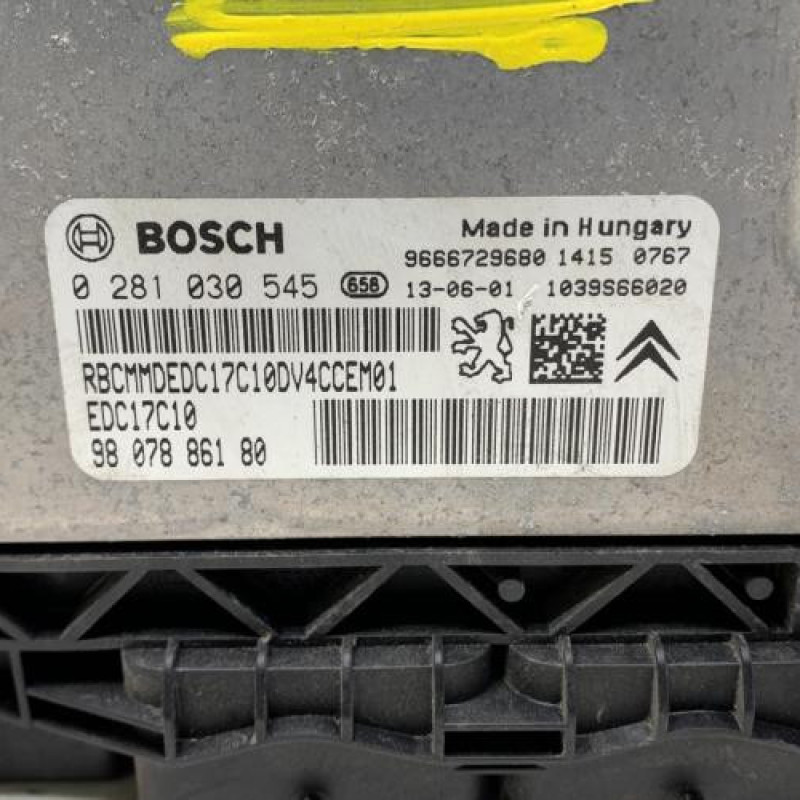 BOSCH Made in Hungary
9666729680 1415 0767
0 281 030 545 658 13-06-01 1039S66020
RBCMMDEDC17C10DV4CCEM01
EDC17C10
98 078 861 80